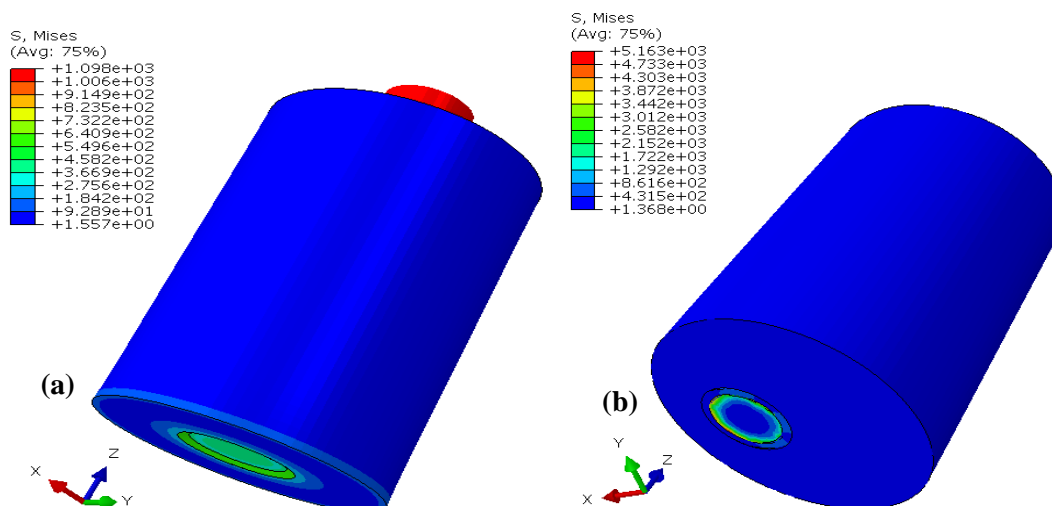 S, Mises
(Avg: 75%)
+1.098e+03
+1.006e+03
+9.149e+02
+8.235e+02
+7.322e+02
+6.409e+02
+5.496e+02
+4.582e+02
+3.669e+02
+2.756e+02
+1.842e+02
+9.289e+01
+1.557e+00
(a)
X
Z
Y
S, Mises
(Avg: 75%)
+5.163e+03
+4.733e+03
+4.303e+03
+3.872e+03
+3.442e+03
+3.012e+03
+2.582e+03
+2.152e+03
+1.722e+03
+1.292e+03
+8.616e+02
+4.315e+02
+1.368e+00
(b)
Y
Z
X